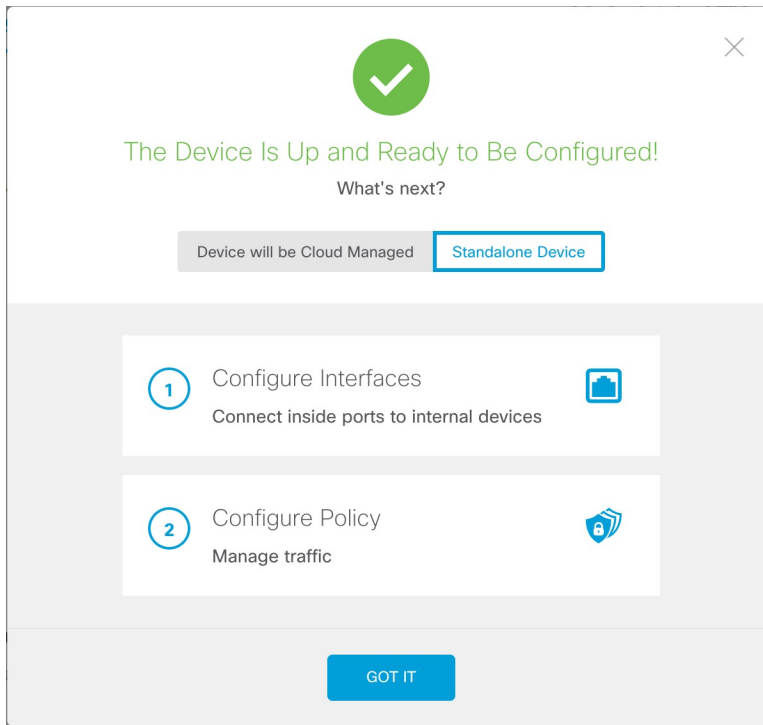 The Device Is Up and Ready to Be Configured!
What's next?
Device will be Cloud Managed
Standalone Device
1
Configure Interfaces
Connect inside ports to internal devices
2
Configure Policy
Manage traffic
GOT IT